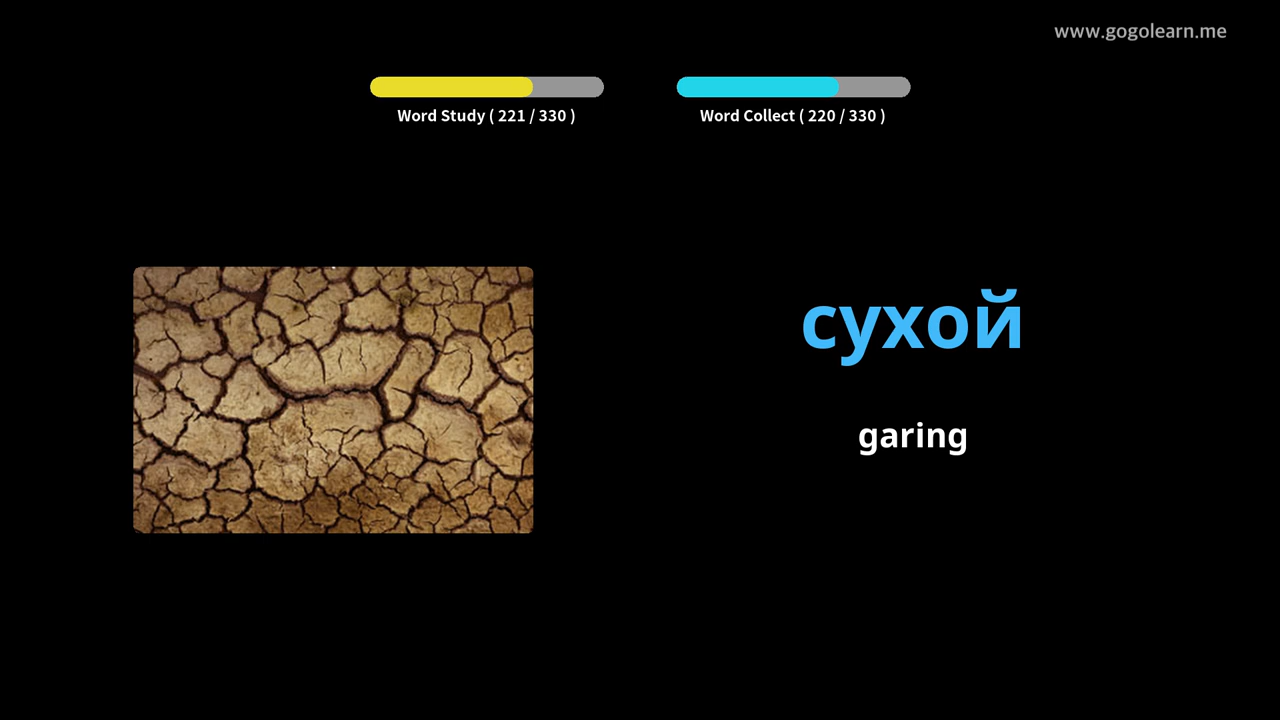 www.gogolearn.me
Word Study ( 221 / 330 )
Word Collect ( 220 / 330 )
сухой
garing